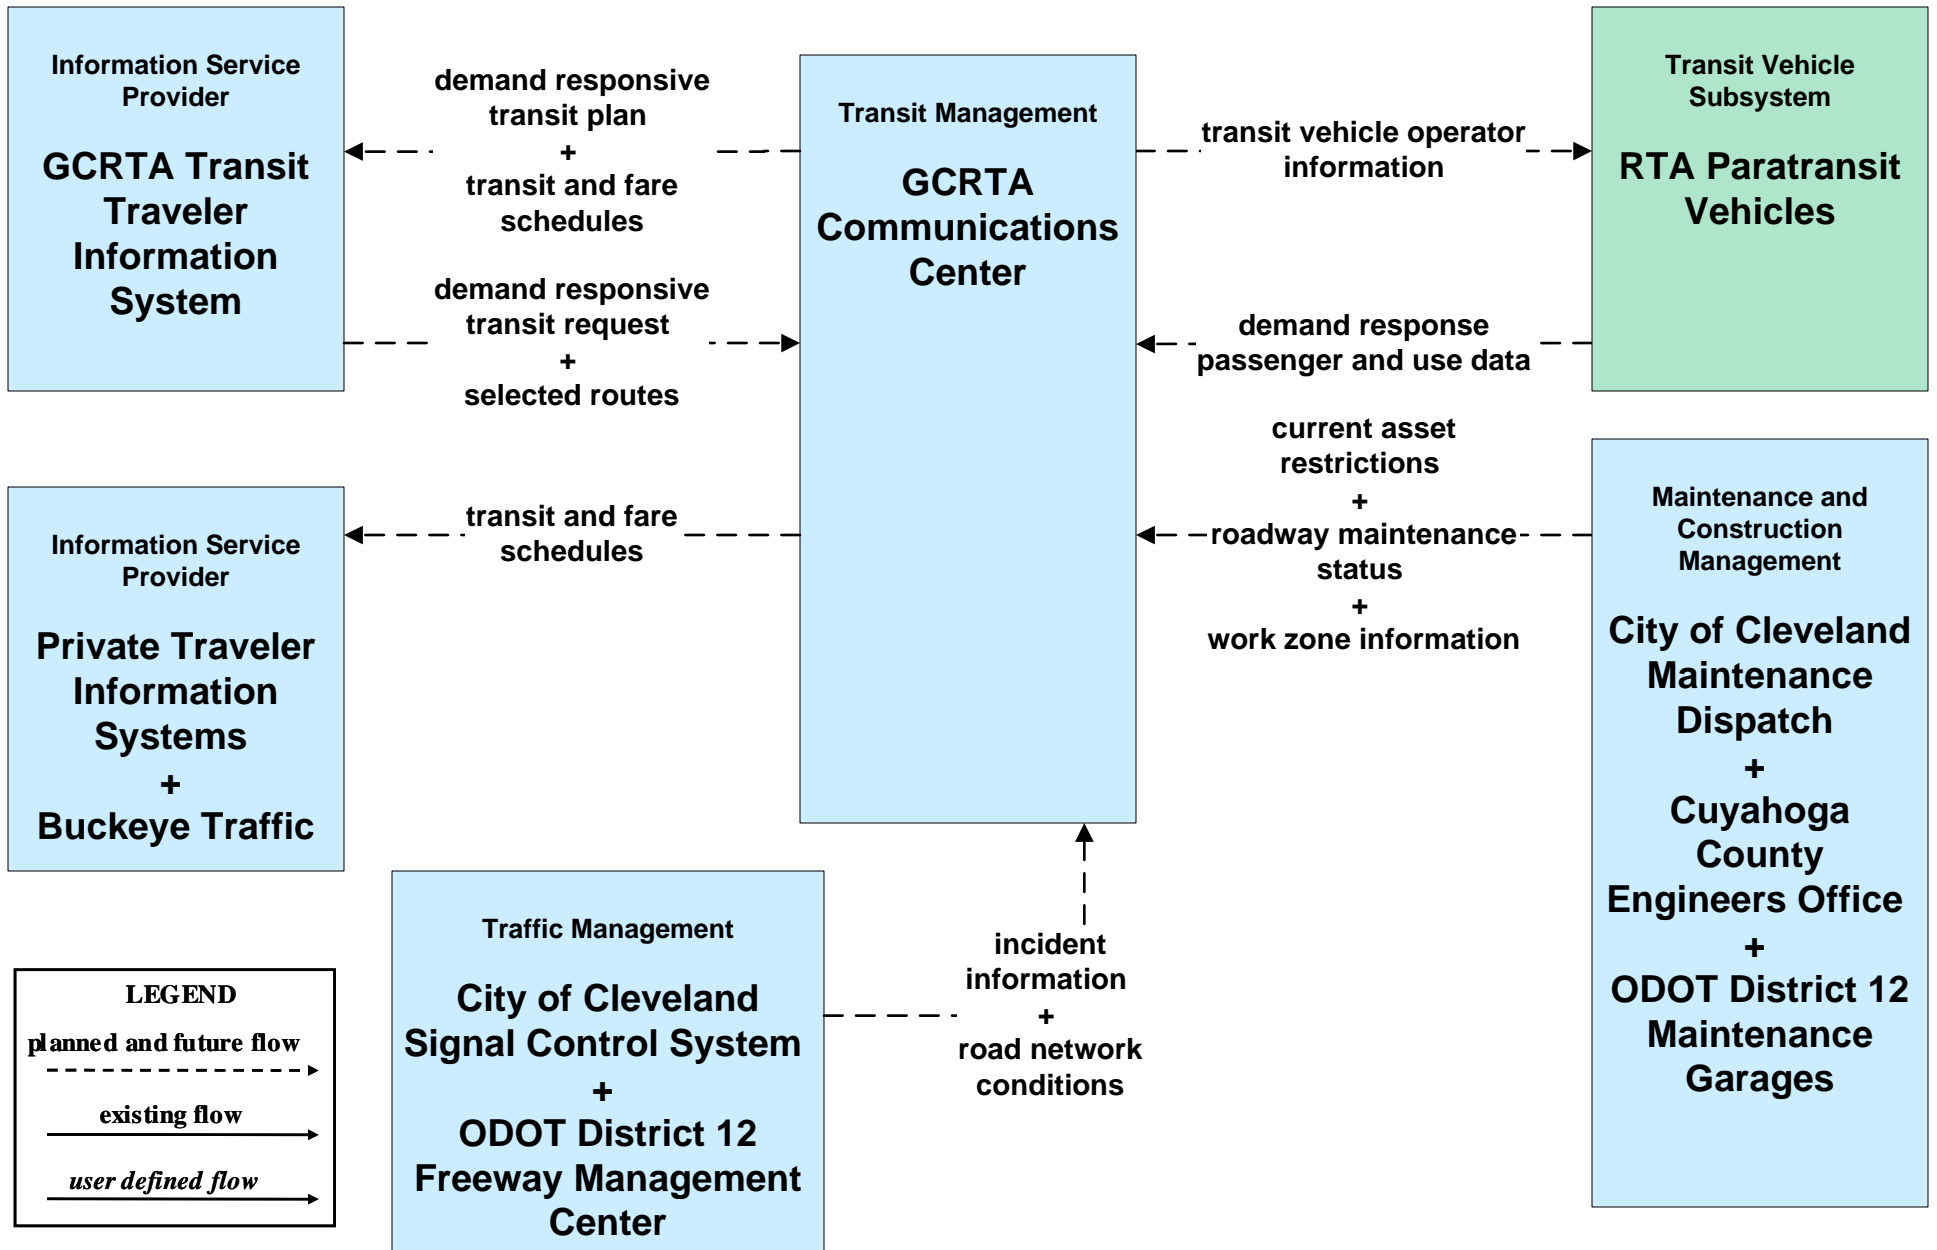 Information Service
Provider
GCRTA Transit
Traveler
Information
System
demand responsive
transit plan
+
transit and fare
schedules
demand responsive
transit request
+
selected routes
Transit Management
GCRTA
Communications
Center
transit vehicle operator
information
Transit Vehicle
Subsystem
RTA Paratransit
Vehicles
demand response
passenger and use data
current asset
restrictions
+
roadway maintenance
status
+
work zone information
Maintenance and
Construction
Management
City of Cleveland
Maintenance
Dispatch
+
Cuyahoga
County
Engineers Office
+
ODOT District 12
Maintenance
Garages
Information Service
Provider
Private Traveler
Information
Systems
+
Buckeye Traffic
transit and fare
schedules
Traffic Management
City of Cleveland
Signal Control System
+
ODOT District 12
Freeway Management
Center
incident
information
+
road network
conditions
LEGEND
planned and future flow
existing flow
user defined flow